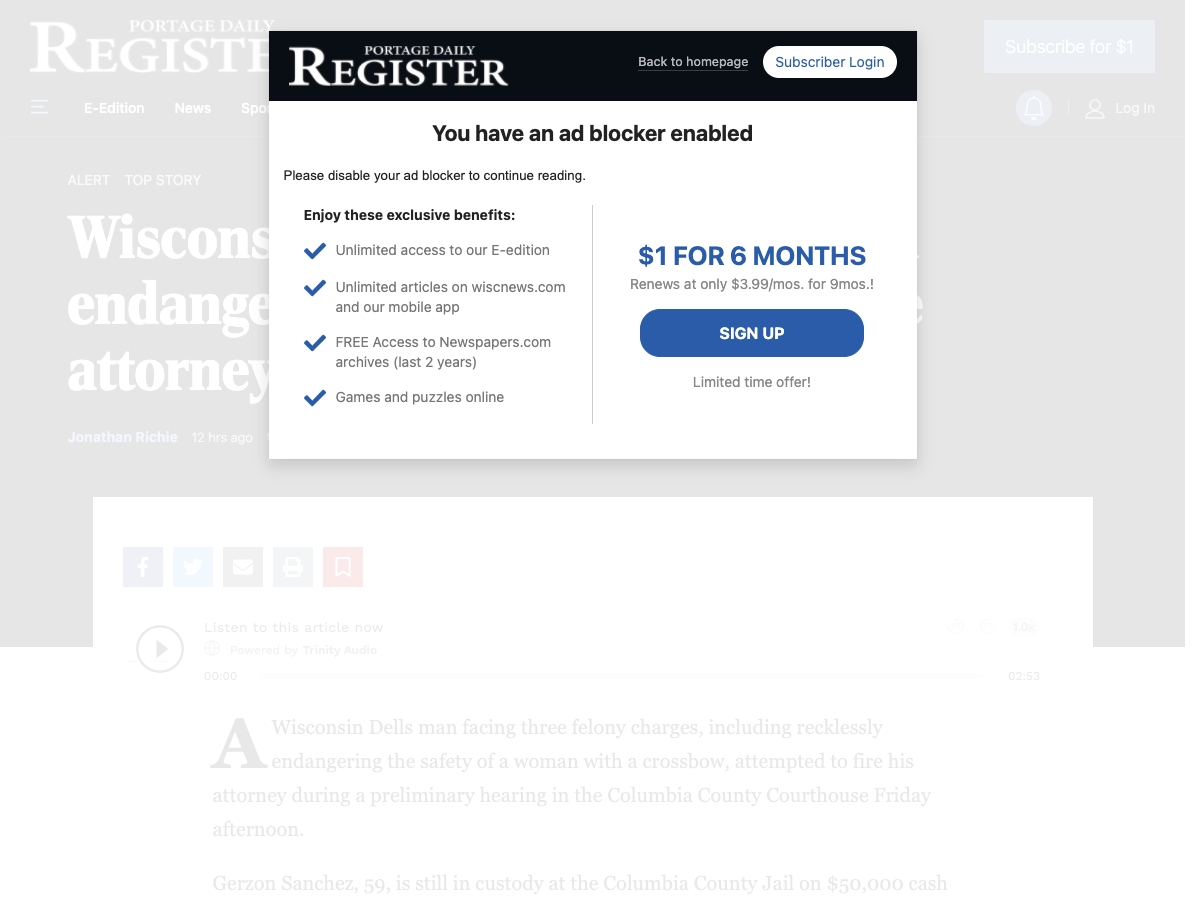 PORTAGE DAILY
REGISTE
Subscribe for $1
E-Edition
News
Spo
Log In
PORTAGE DAILY
REGISTER
Back to homepage
Subscriber Login
You have an ad blocker enabled
Please disable your ad blocker to continue reading.
Enjoy these exclusive benefits:
Unlimited access to our E-edition
Unlimited articles on wiscnews.com
and our mobile app
FREE Access to Newspapers.com
archives (last 2 years)
Games and puzzles online
$1 FOR 6 MONTHS
Renews at only $3.99/mos. for 9mos.!
SIGN UP
Limited time offer!
ALERT TOP STORY
Wiscons
endange
attorney
Jonathan Richie 12 hrs ago
Listen to this article now
Powered by Trinity Audio
1.0x
00:00
02:53
A Wisconsin Dells man facing three felony charges, including recklessly
endangering the safety of a woman with a crossbow, attempted to fire his
attorney during a preliminary hearing in the Columbia County Courthouse Friday
afternoon.
Gerzon Sanchez, 59, is still in custody at the Columbia County Jail on $50,000 cash